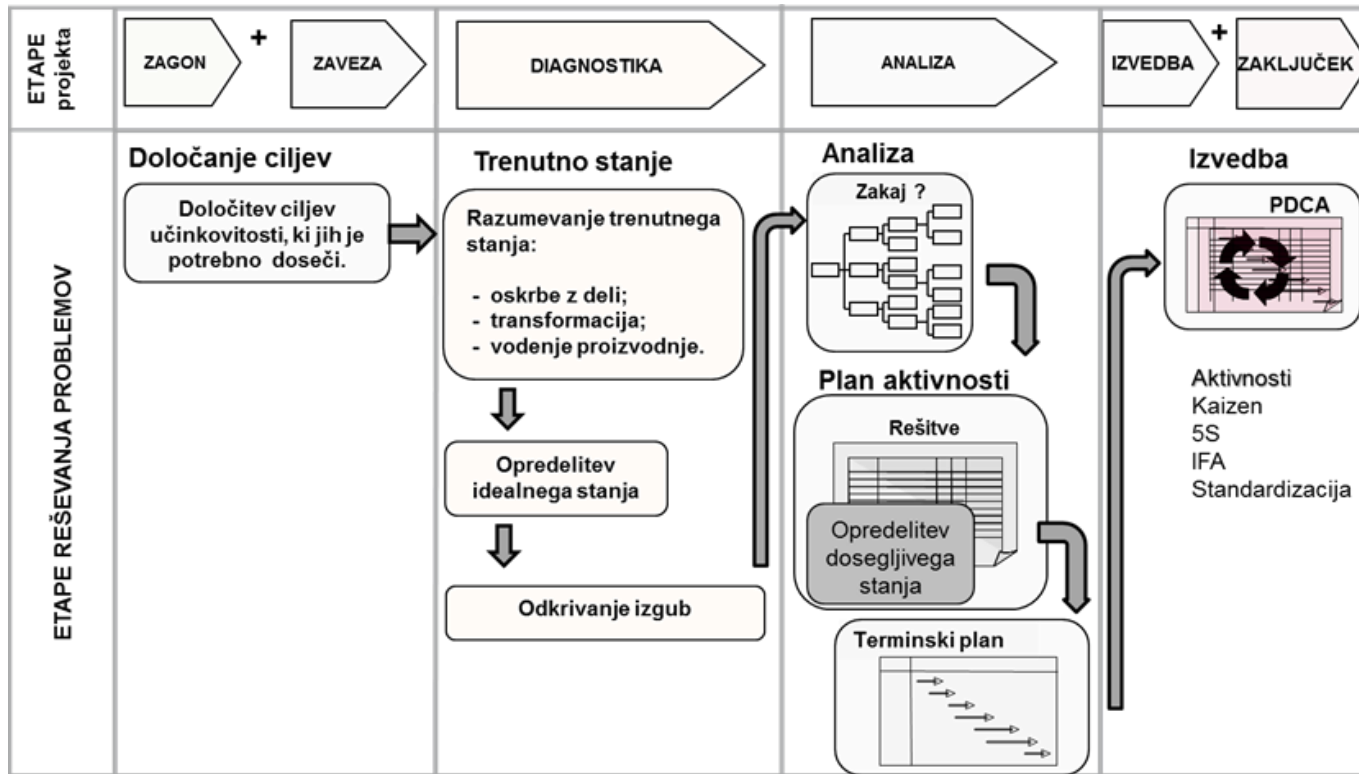 ETAPE
projekta
ZAGON
+
ZAVEZA
DIAGNOSTIKA
ANALIZA
IZVEDBA
+
ZAKLJUČEK
ETAPE REŠEVANJA PROBLEMOV
Določanje ciljev
Določitev ciljev
učinkovitosti, ki jih je
potrebno doseči.
Trenutno stanje
Razumevanje trenutnega
stanja:
- oskrbe z deli;
- transformacija;
- vodenje proizvodnje.
Opredelitev
idealnega stanja
Odkrivanje izgub
Analiza
Zakaj ?
Plan aktivnosti
Rešitve
Opredelitev
dosegljivega
stanja
Terminski plan
Izvedba
PDCA
Aktivnosti
Kaizen
5S
IFA
Standardizacija